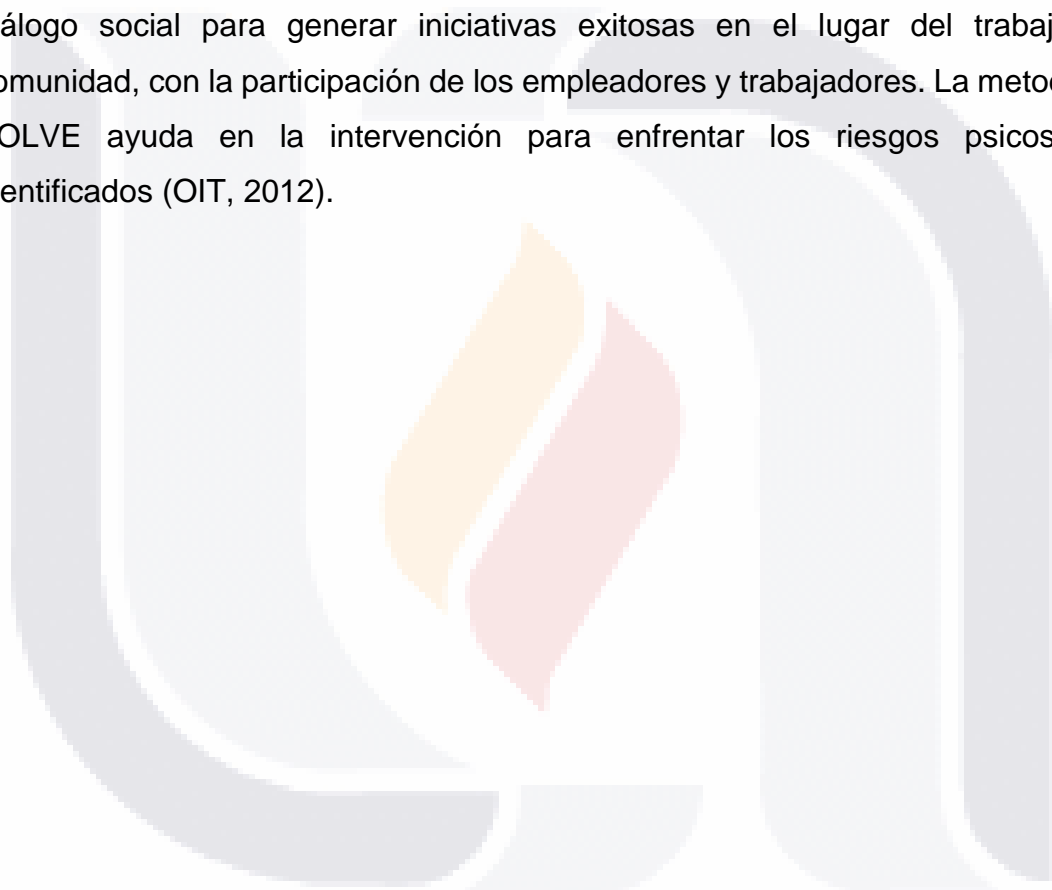 álogo social para generar iniciativas exitosas en el lugar del trabaj
omunidad, con la participación de los empleadores y trabajadores. La metod
OLVE ayuda en la intervención para enfrentar los riesgos psicos
entificados (OIT, 2012).